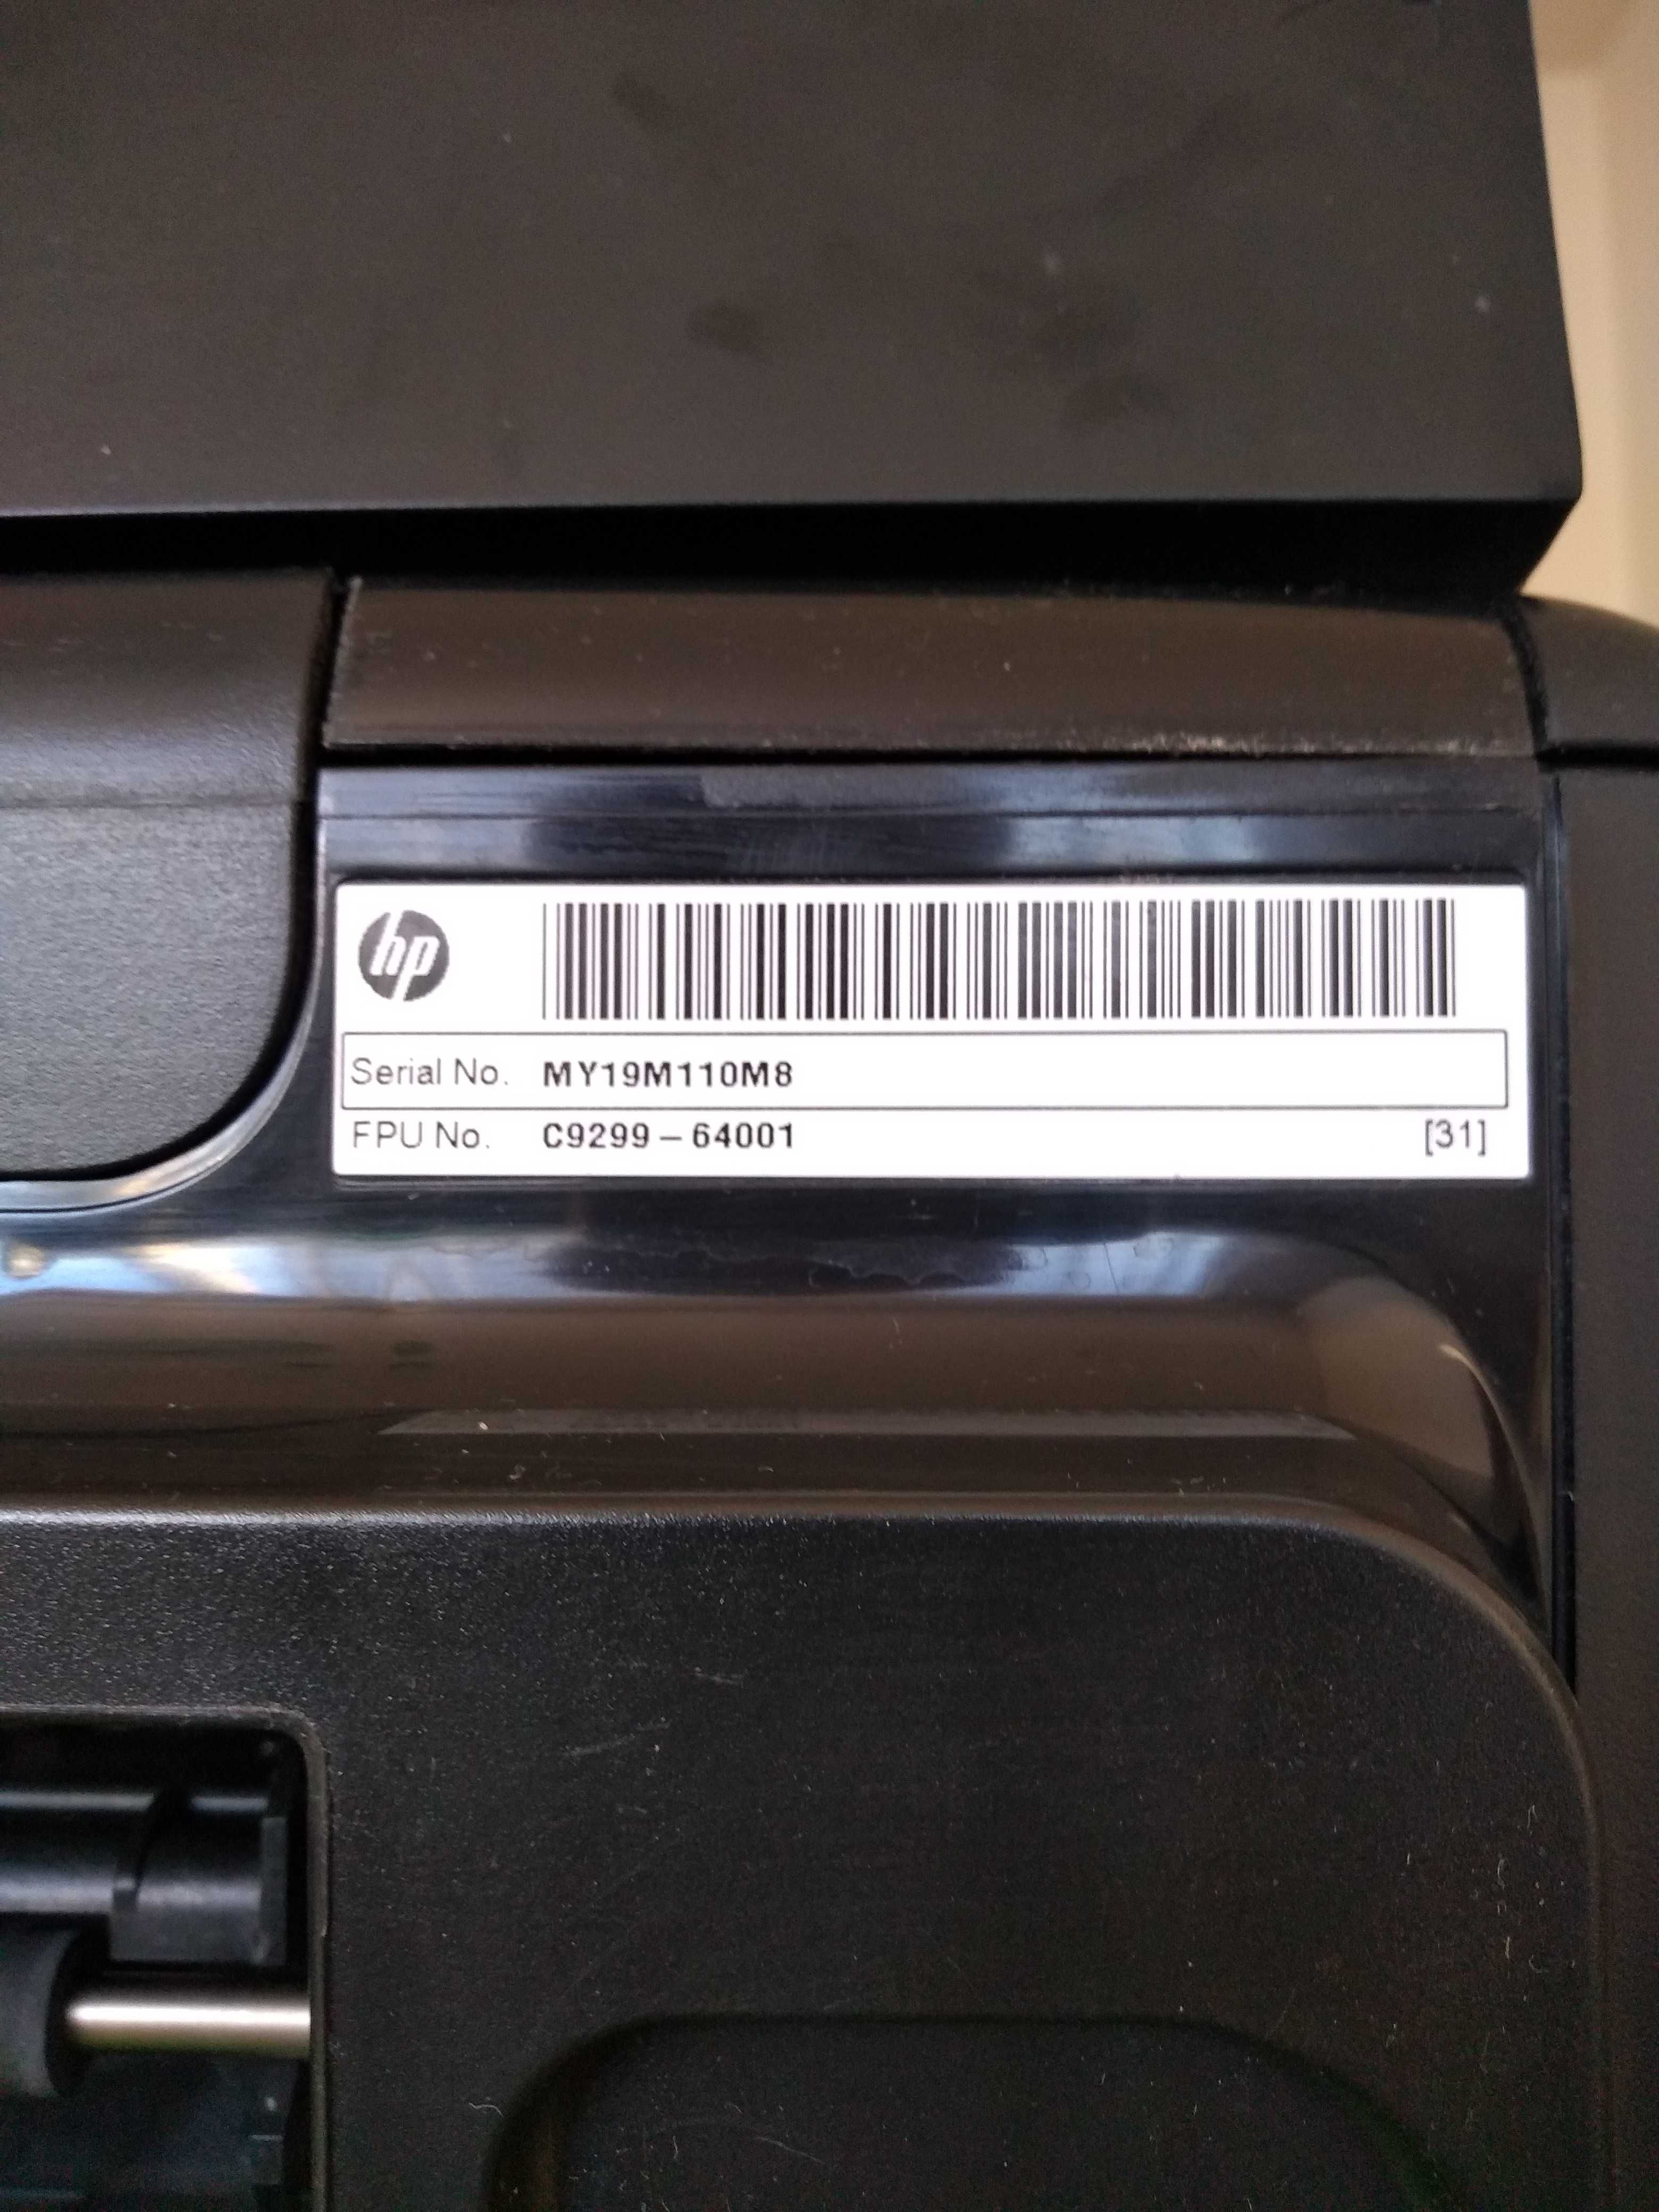 hp
Serial No. MY19M110M8
FPU No. C9299-64001 [31]